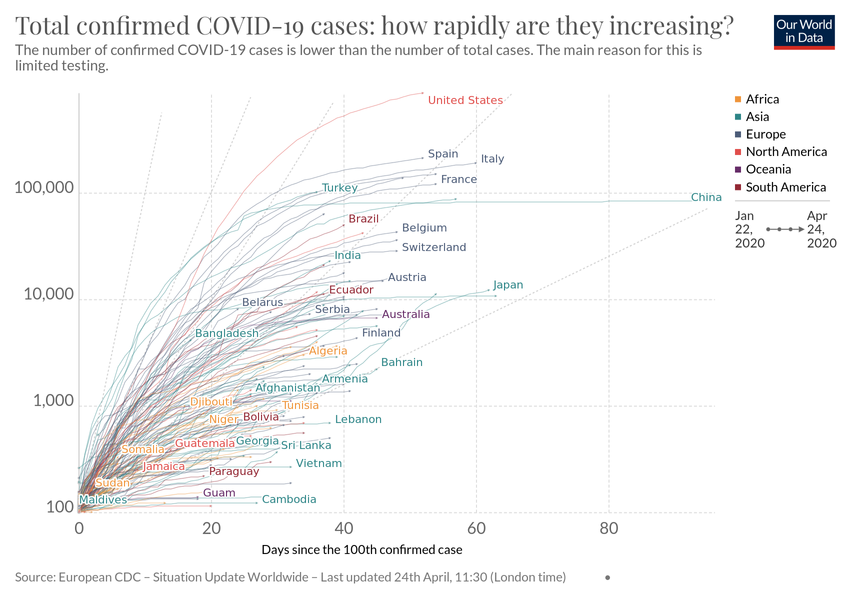 Total confirmed COVID-19 cases: how rapidly are they increasing?
The number of confirmed COVID-19 cases is lower than the number of total cases. The main reason for this is
limited testing.
Our World
in Data
United States
Spain
Italy
France
Turkey
China
Brazil
Belgium
Switzerland
India
Austria
Ecuador
Japan
Belarus
Serbia
Australia
Bangladesh
Finland
Algeria
Bahrain
Armenia
Afghanistan
Djibouti
Tunisia
Niger
Bolivia
Lebanon
Guatemala
Georgia
Sri Lanka
Somalia
Jamaica
Vietnam
Paraguay
Sudan
Guam
Maldives
Cambodia
100,000
10,000
1,000
100
0
20
40
60
80
Days since the 100th confirmed case
Africa
Asia
Europe
North America
Oceania
South America
Jan
22,
2020
Apr
24,
2020
Source: European CDC – Situation Update Worldwide – Last updated 24th April, 11:30 (London time)